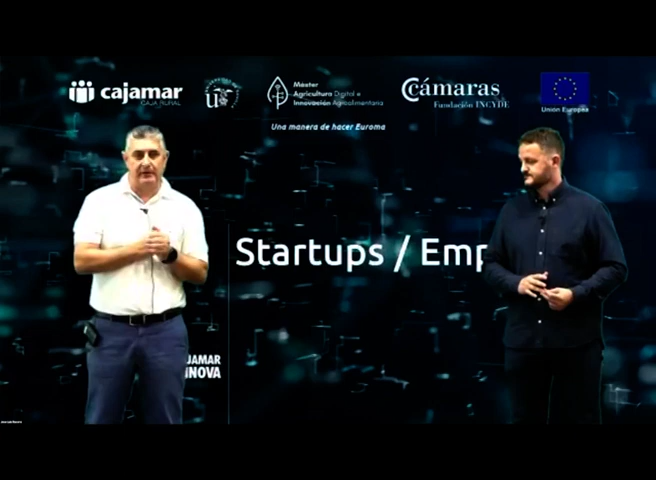 cajamar
CAJA RURAL
Máster
Agricultura Digital e
Innovación Agroalimentaria
Cámaras
Fundación INCYDE
Unión Europea
Una manera de hacer Europa
Startups / Emp
JAMAR
NNOVA